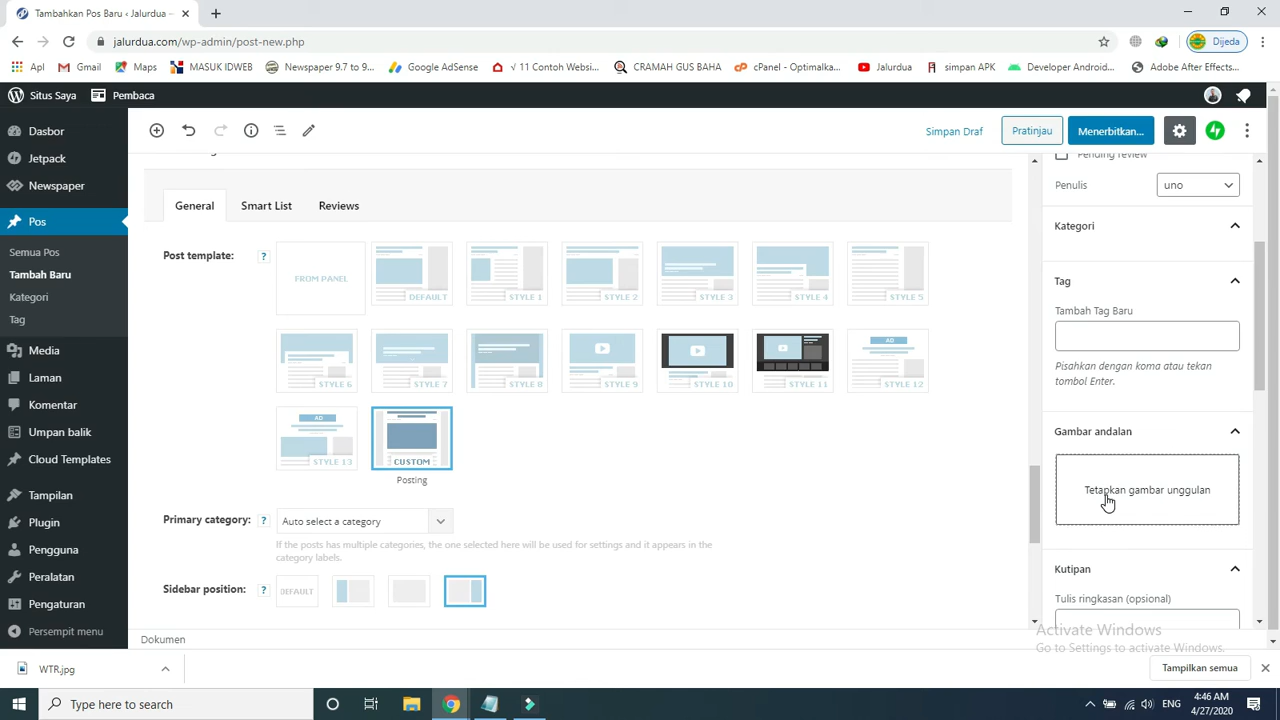 Tambahkan Pos Baru ‹ Jalurdua —
jalurdua.com/wp-admin/post-new.php
Dijeda
Apl
Gmail
Maps
MASUK IDWEB
Newspaper 9.7 to 9...
Google AdSense
√ 11 Contoh Websi...
CRAMAH GUS BAHA
cPanel - Optimalka...
Jalurdua
simpan APK
Developer Android...
Adobe After Effects...
Situs Saya
Pembaca
Dasbor
Jetpack
Newspaper
Pos
Semua Pos
Tambah Baru
Kategori
Tag
Media
Laman
Komentar
Umpan balik
Cloud Templates
Tampilan
Plugin
Pengguna
Peralatan
Pengaturan
Persempit menu
Simpan Draf
Pratinjau
Menerbitkan...
General
Smart List
Reviews
Post template:
?
FROM PANEL
DEFAULT
STYLE 1
STYLE 2
STYLE 3
STYLE 4
STYLE 5
STYLE 6
STYLE 7
STYLE 8
STYLE 9
STYLE 10
STYLE 11
AD
STYLE 12
AD
STYLE 13
CUSTOM
Posting
Primary category:
?
Auto select a category
If the posts has multiple categories, the one selected here will be used for settings and it appears in the
category labels.
Sidebar position:
?
DEFAULT
Dokumen
Pending review
Penulis
uno
Kategori
Tag
Tambah Tag Baru
Pisahkan dengan koma atau tekan
tombol Enter.
Gambar andalan
Tetapkan gambar unggulan
Kutipan
Tulis ringkasan (opsional)
Activate Windows
Go to Settings to activate Windows.
WTR.jpg
Tampilkan semua
Type here to search
ENG
4:46 AM
4/27/2020